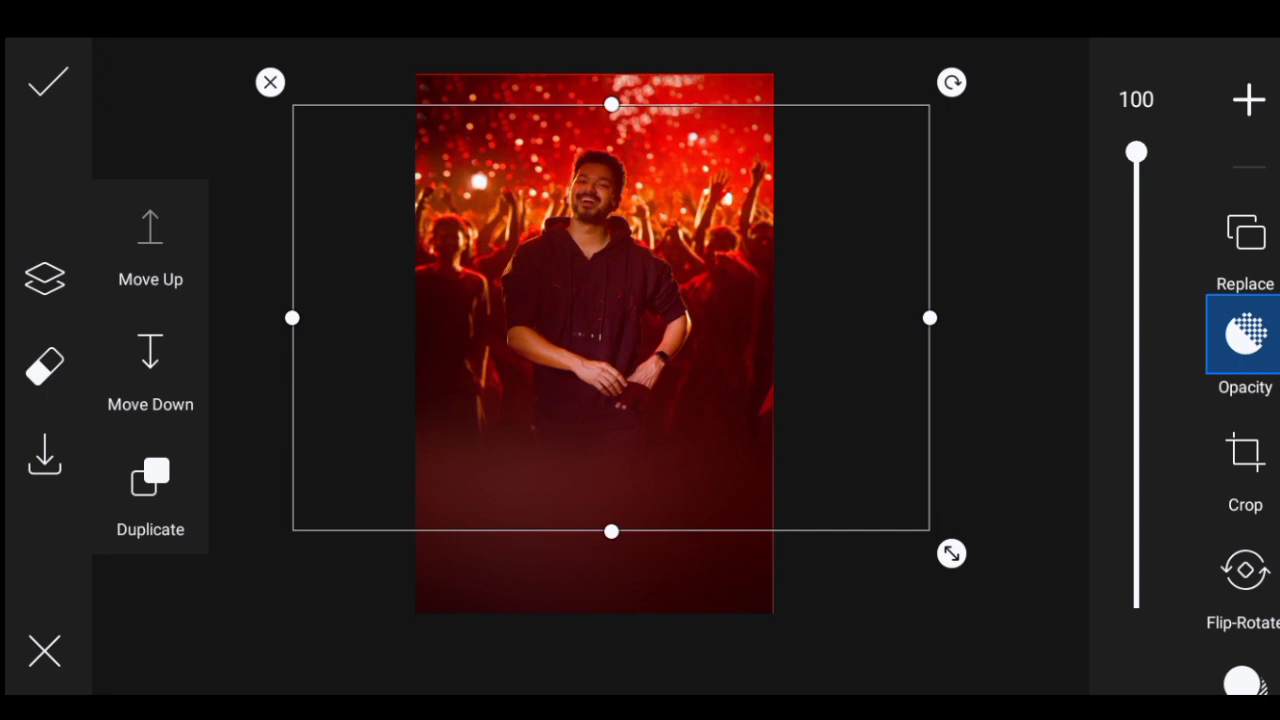 100
Move Up
Replace
Move Down
Opacity
Crop
Duplicate
Flip-Rotate